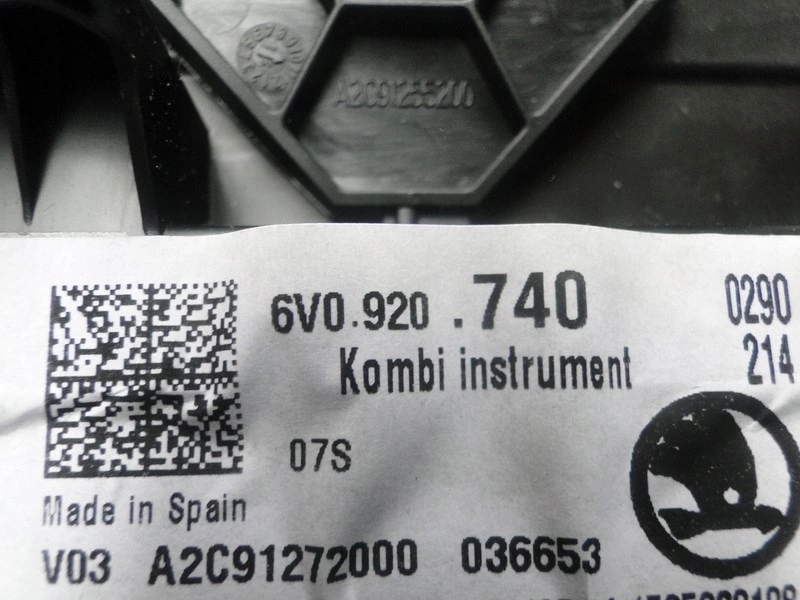 A2C91255200
6V0.920 .740 0290
Kombi instrument 214
07S
Made in Spain
V03 A2C91272000 036653